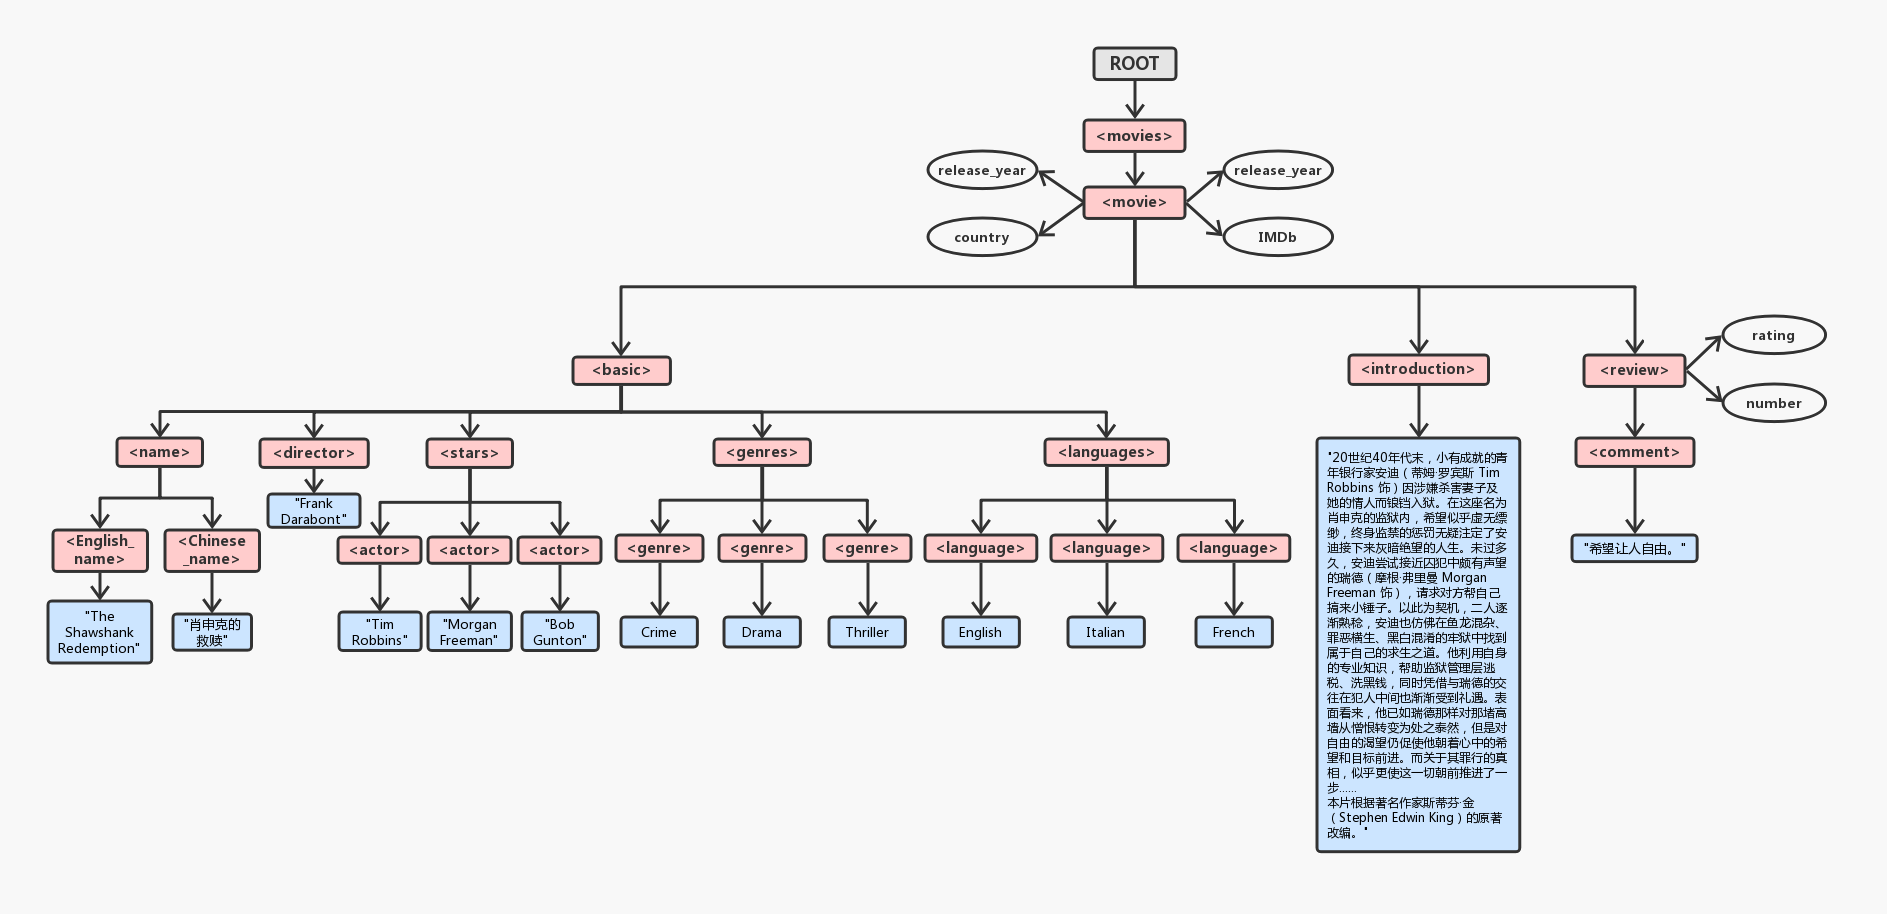 ROOT
<movies>
release_year
release_year
<movie>
country
IMDb
rating
<basic>
<introduction>
<review>
number
<name>
<director>
<stars>
<genres>
<languages>
<comment>
"Frank
Darabont"
<English_
name>
<Chinese
_name>
<actor>
<actor>
<actor>
<genre>
<genre>
<genre>
<language>
<language>
<language>
"The
Shawshank
Redemption"
"肖申克的
救赎"
"Tim
Robbins"
"Morgan
Freeman"
"Bob
Gunton"
Crime
Drama
Thriller
English
Italian
French
"20世纪40年代末，小有成就的青
年银行家安迪（蒂姆·罗宾斯 Tim
Robbins 饰）因涉嫌杀害妻子及
她的情人而锒铛入狱。在这座名为
肖申克的监狱内，希望似乎虚无缥
缈，终身监禁的惩罚无疑注定了安
迪接下来灰暗绝望的人生。未过多
久，安迪尝试接近囚犯中颇有声望
的瑞德（摩根·弗里曼 Morgan
Freeman 饰），请求对方帮自己
搞来小锤子。以此为契机，二人逐
渐熟稔，安迪也仿佛在鱼龙混杂、
罪恶横生、黑白混淆的牢狱中找到
属于自己的求生之道。他利用自身
的专业知识，帮助监狱管理层逃
税、洗黑钱，同时凭借与瑞德的交
往在犯人中间也渐渐受到礼遇。表
面看来，他已如瑞德那样对那堵高
墙从憎恨转变为处之泰然，但是对
自由的渴望仍促使他朝着心中的希
望和目标前进。而关于其罪行的真
相，似乎更使这一切朝前推进了一
步……
本片根据著名作家斯蒂芬·金
（Stephen Edwin King）的原著
改编。"
"希望让人自由。"